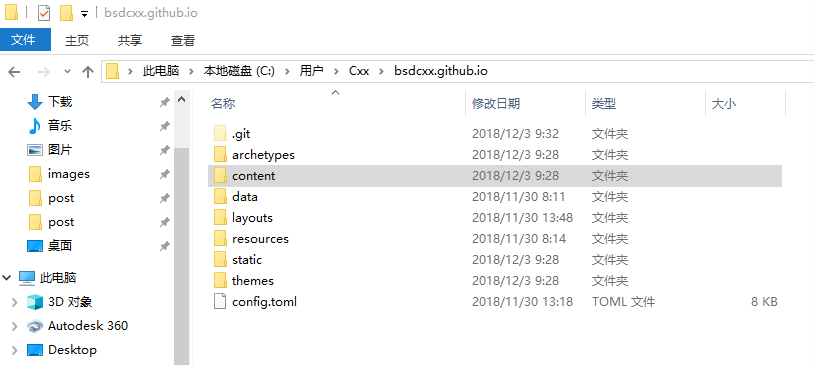 bsdcxx.github.io
文件 主页 共享 查看
此电脑 本地磁盘 (C:) 用户 Cxx bsdcxx.github.io
下载
音乐
图片
images
post
post
桌面
此电脑
3D 对象
Autodesk 360
Desktop
名称 修改日期 类型 大小
.git 2018/12/3 9:32 文件夹
archetypes 2018/12/3 9:28 文件夹
content 2018/12/3 9:28 文件夹
data 2018/11/30 8:11 文件夹
layouts 2018/11/30 13:48 文件夹
resources 2018/11/30 8:14 文件夹
static 2018/12/3 9:28 文件夹
themes 2018/12/3 9:28 文件夹
config.toml 2018/11/30 13:18 TOML 文件 8 KB